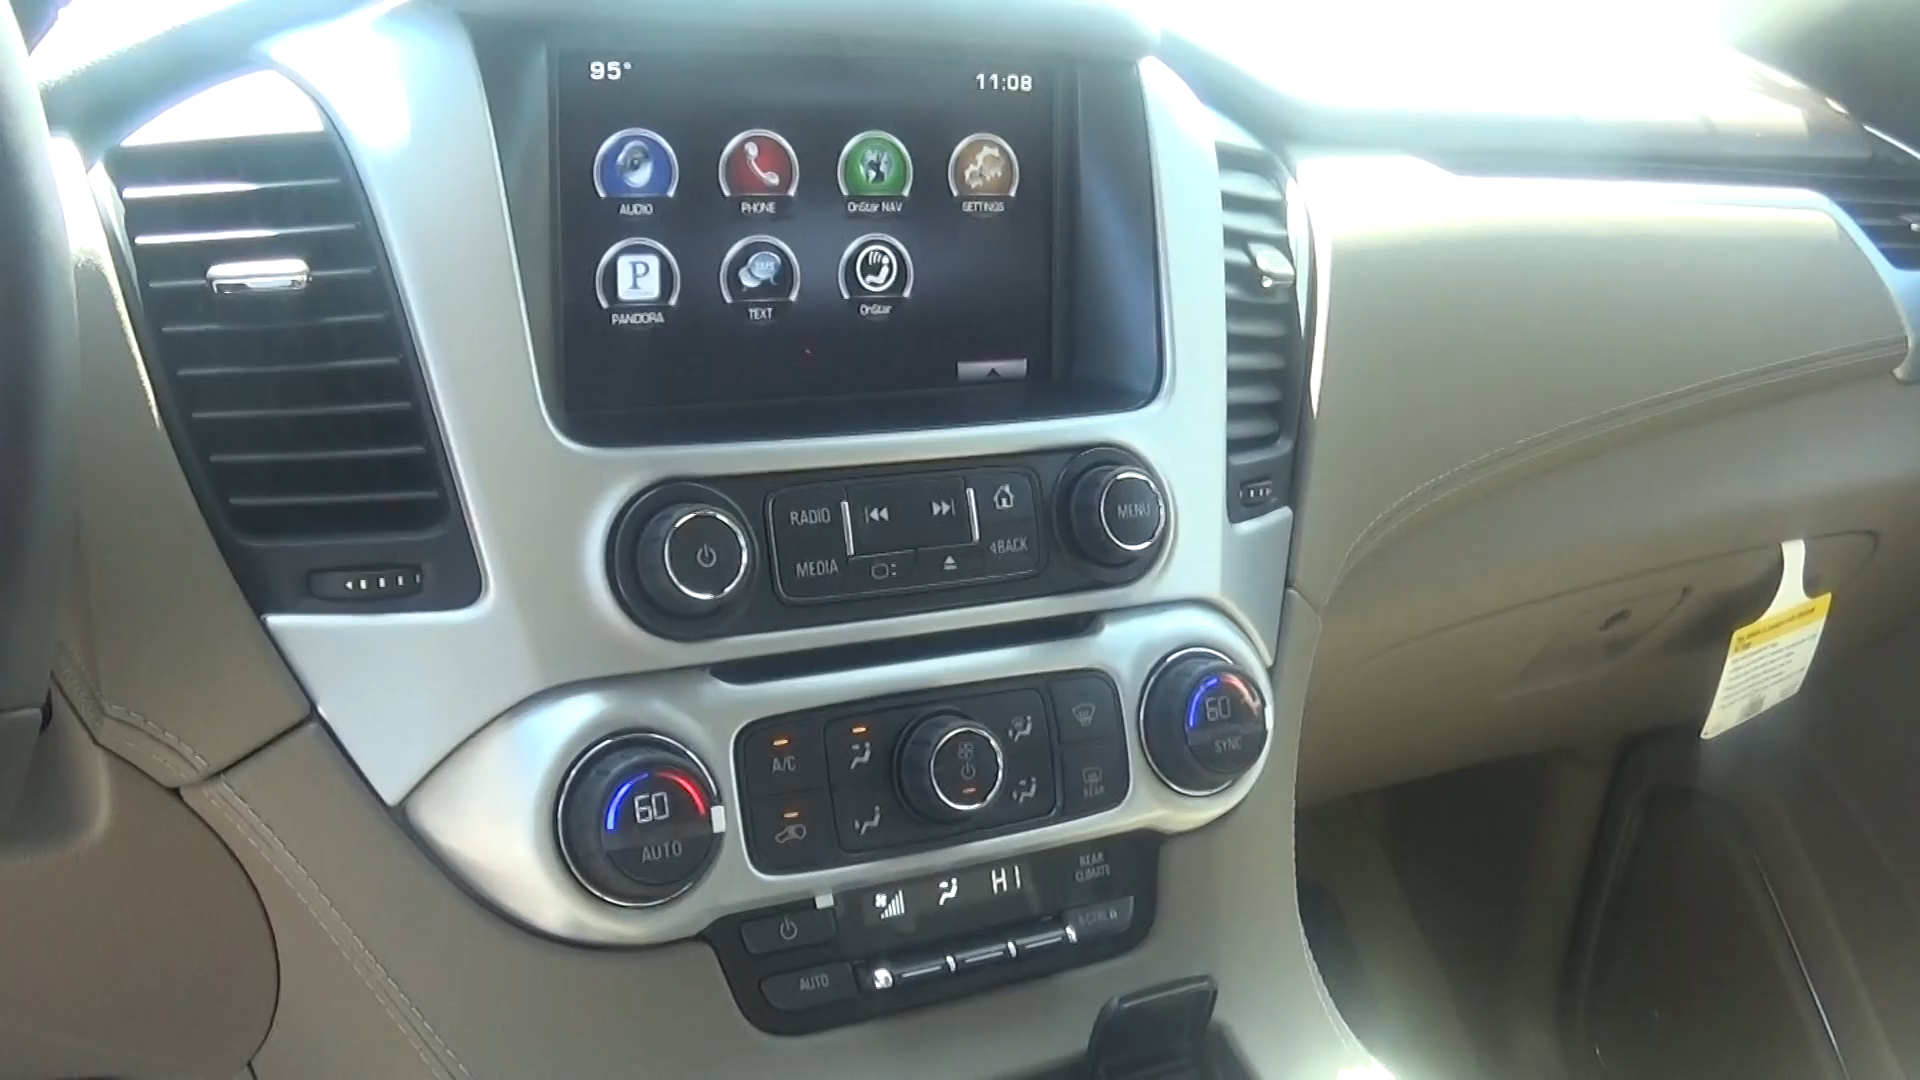 95°
11:08
AUDIO
PHONE
OnStar NAV
SETTINGS
P
PANDORA
TEXT
OnStar
RADIO
MEDIA
BACK
MENU
60
AUTO
A/C
REAR
60
SYNC
HI
REAR
CLIMATE
AUTO